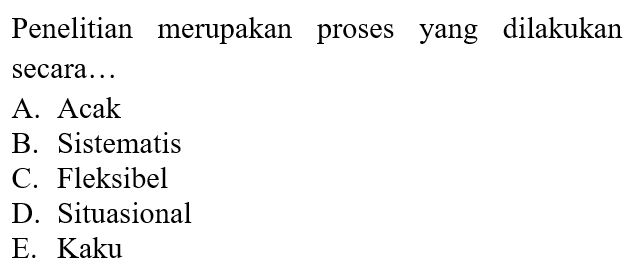 Penelitian merupakan proses yang dilakukan
secara…
A. Acak
B. Sistematis
C. Fleksibel
D. Situasional
E. Kaku